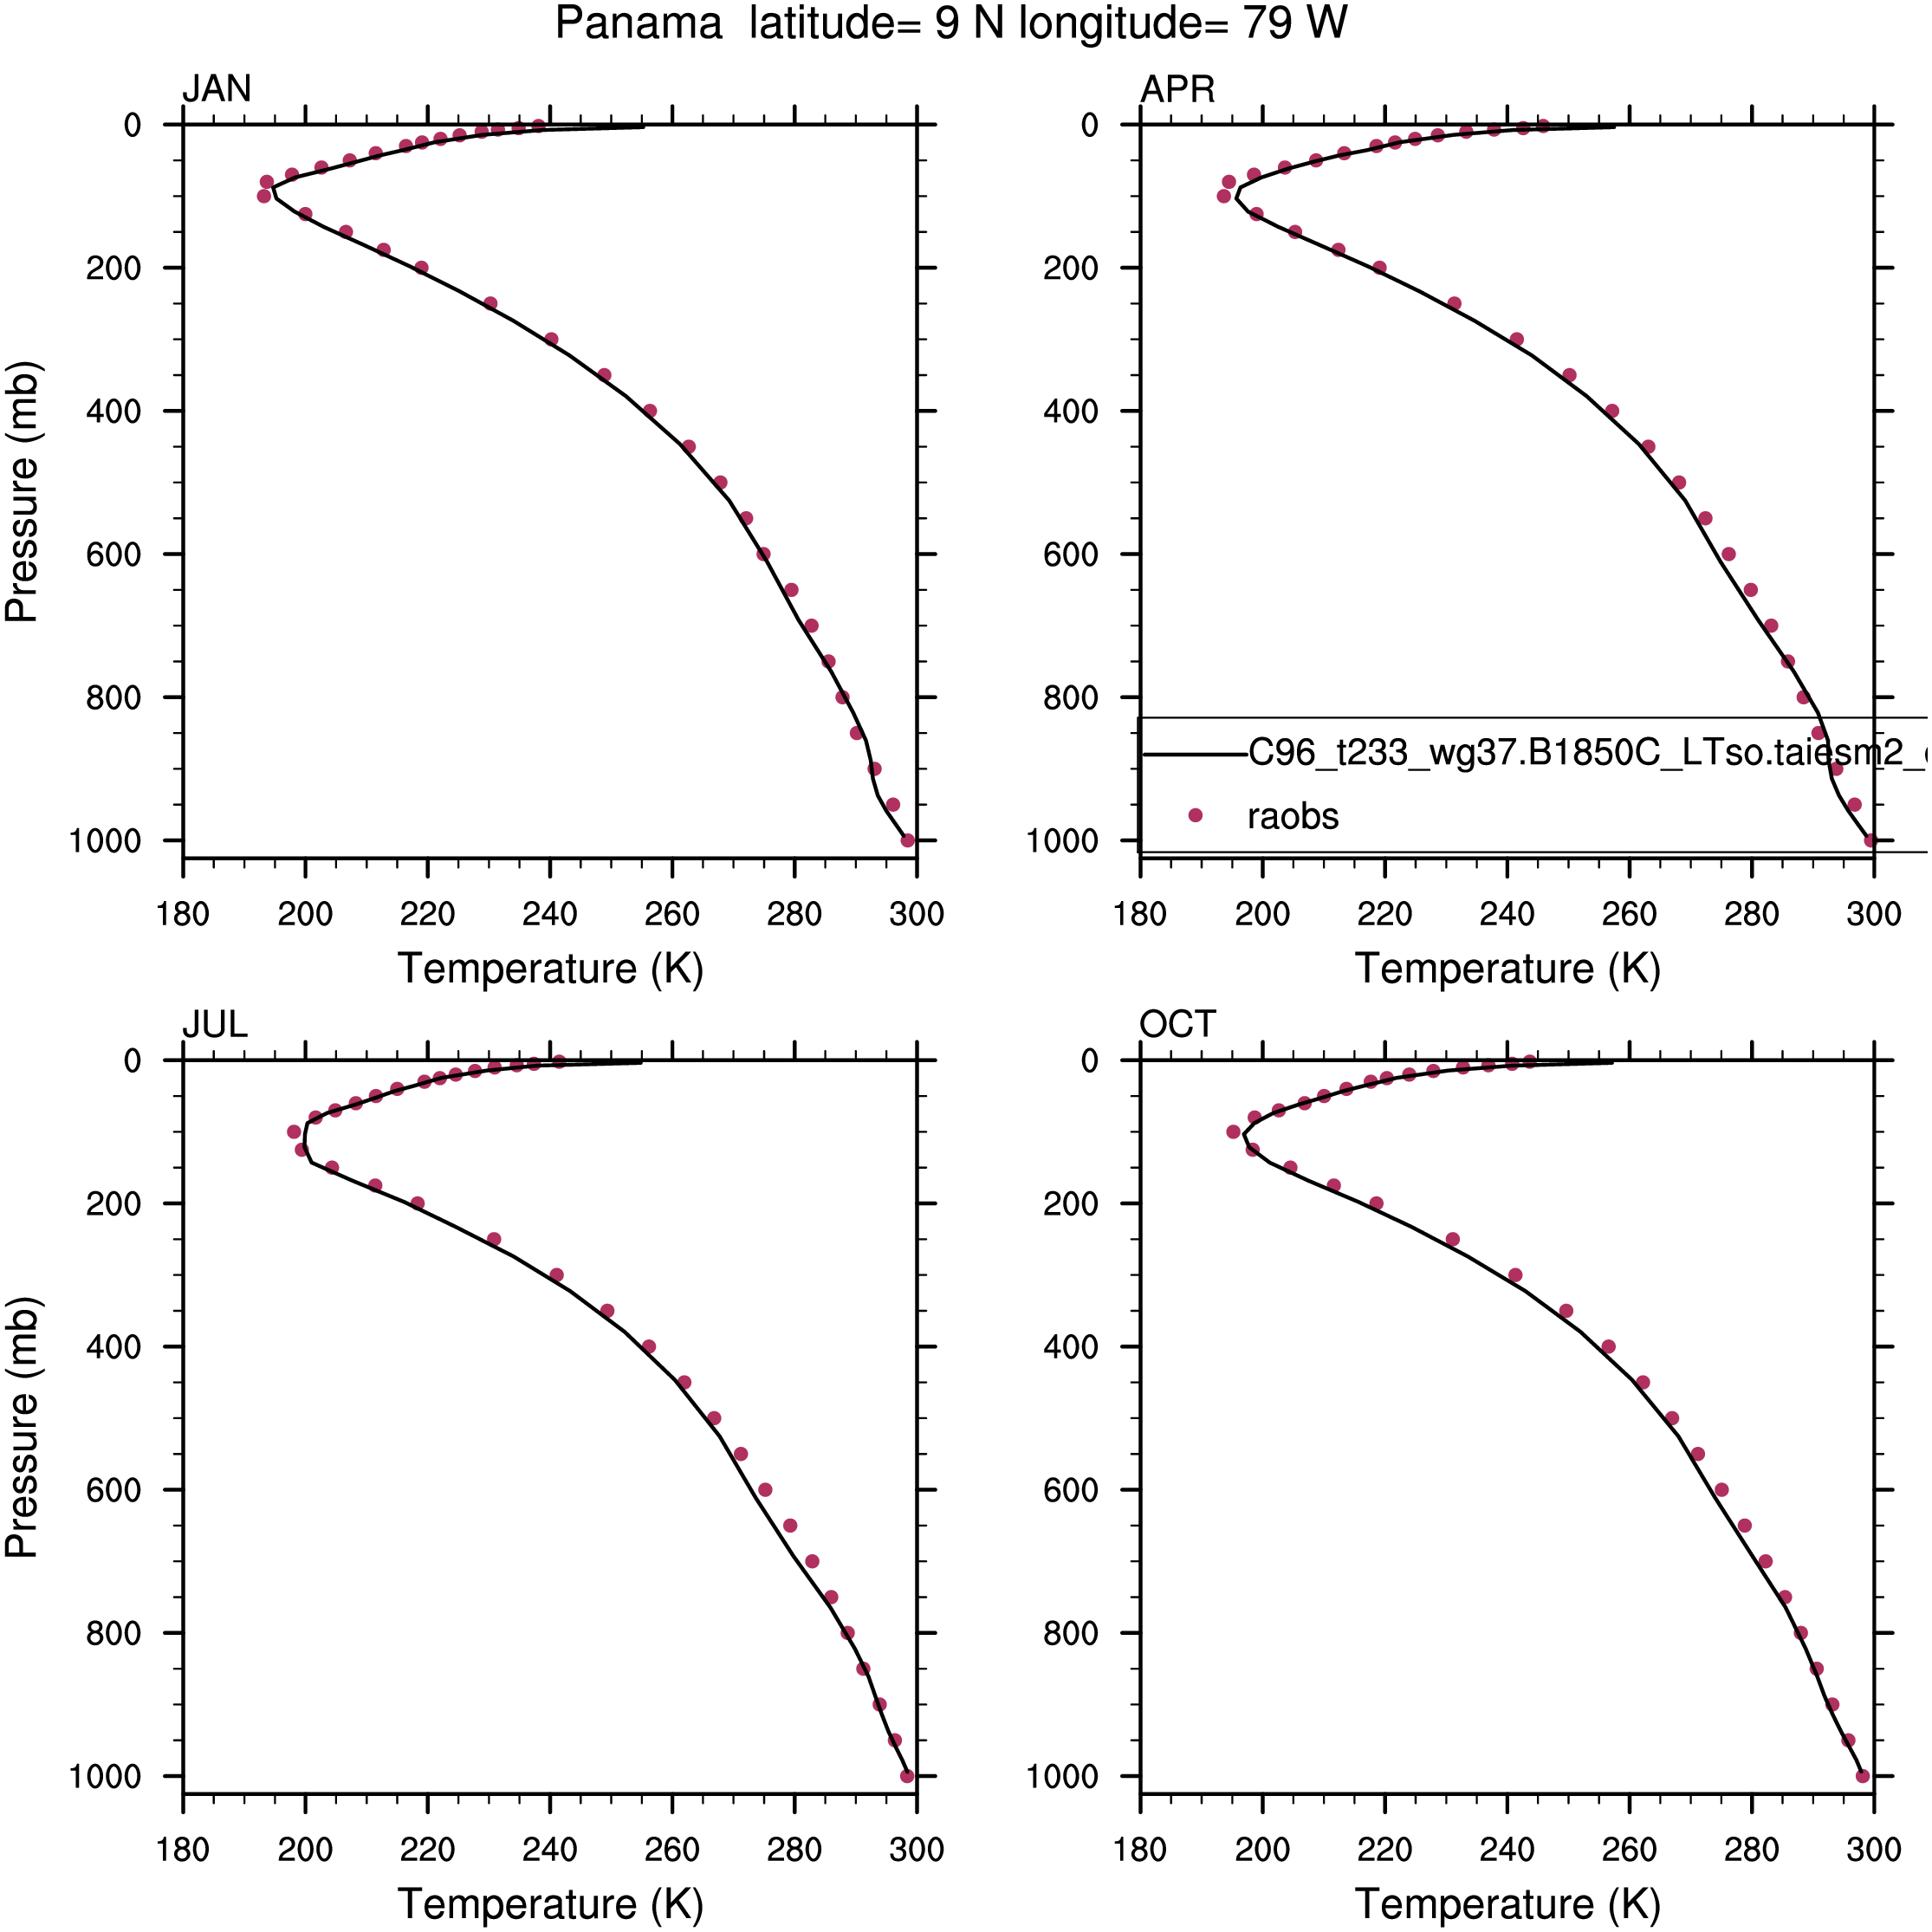 Panama  latitude= 9 N longitude= 79 W
JAN
0
200
400
600
800
1000
Pressure (mb)
180 200 220 240 260 280 300
Temperature (K)
APR
0
200
400
600
800
1000
C96_t233_wg37.B1850C_LTso.taiesm2_
raobs
180 200 220 240 260 280 300
Temperature (K)
JUL
0
200
400
600
800
1000
Pressure (mb)
180 200 220 240 260 280 300
Temperature (K)
OCT
0
200
400
600
800
1000
180 200 220 240 260 280 300
Temperature (K)